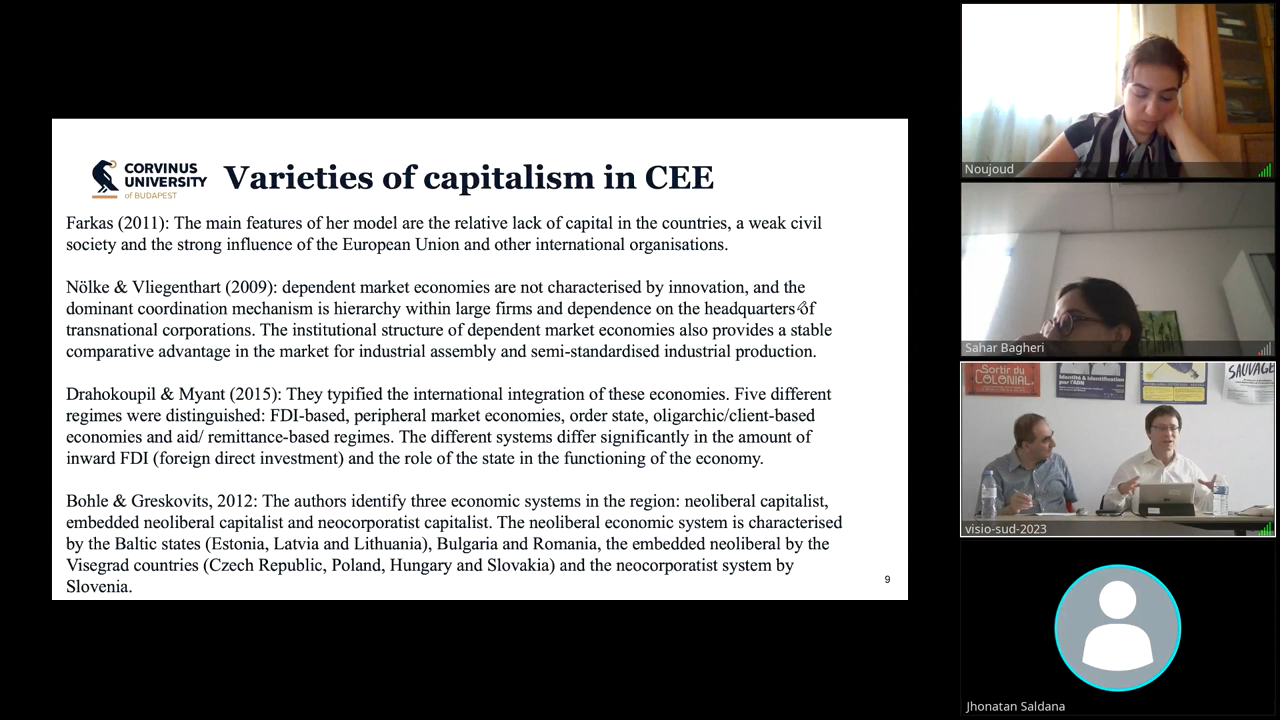 CORVINUS
UNIVERSITY
of BUDAPEST
Varieties of capitalism in CEE
Farkas (2011): The main features of her model are the relative lack of capital in the countries, a weak civil
society and the strong influence of the European Union and other international organisations.
Nölke & Vliegenthart (2009): dependent market economies are not characterised by innovation, and the
dominant coordination mechanism is hierarchy within large firms and dependence on the headquarters of
transnational corporations. The institutional structure of dependent market economies also provides a stable
comparative advantage in the market for industrial assembly and semi-standardised industrial production.
Drahokoupil & Myant (2015): They typified the international integration of these economies. Five different
regimes were distinguished: FDI-based, peripheral market economies, order state, oligarchic/client-based
economies and aid/ remittance-based regimes. The different systems differ significantly in the amount of
inward FDI (foreign direct investment) and the role of the state in the functioning of the economy.
Bohle & Greskovits, 2012: The authors identify three economic systems in the region: neoliberal capitalist,
embedded neoliberal capitalist and neocorporatist capitalist. The neoliberal economic system is characterised
by the Baltic states (Estonia, Latvia and Lithuania), Bulgaria and Romania, the embedded neoliberal by the
Visegrad countries (Czech Republic, Poland, Hungary and Slovakia) and the neocorporatist system by
Slovenia.
9
Noujoud
Sahar Bagheri
Sortir du
COLONIAL
Identité & identification
par l'ADN
SAUVAGE
visio-sud-2023
Jhonatan Saldana